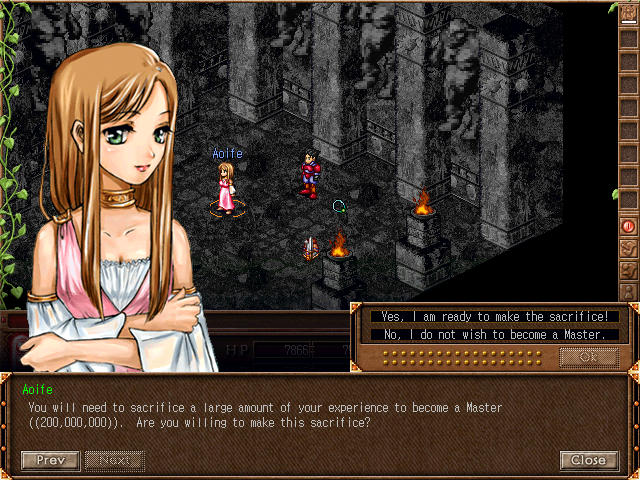 Aoife
Yes, I am ready to make the sacrifice!
No, I do not wish to become a Master.
HP
Ok
Aoife
You will need to sacrifice a large amount of your experience to become a Master
((200,000,000)).  Are you willing to make this sacrifice?
Prev
Next
Close